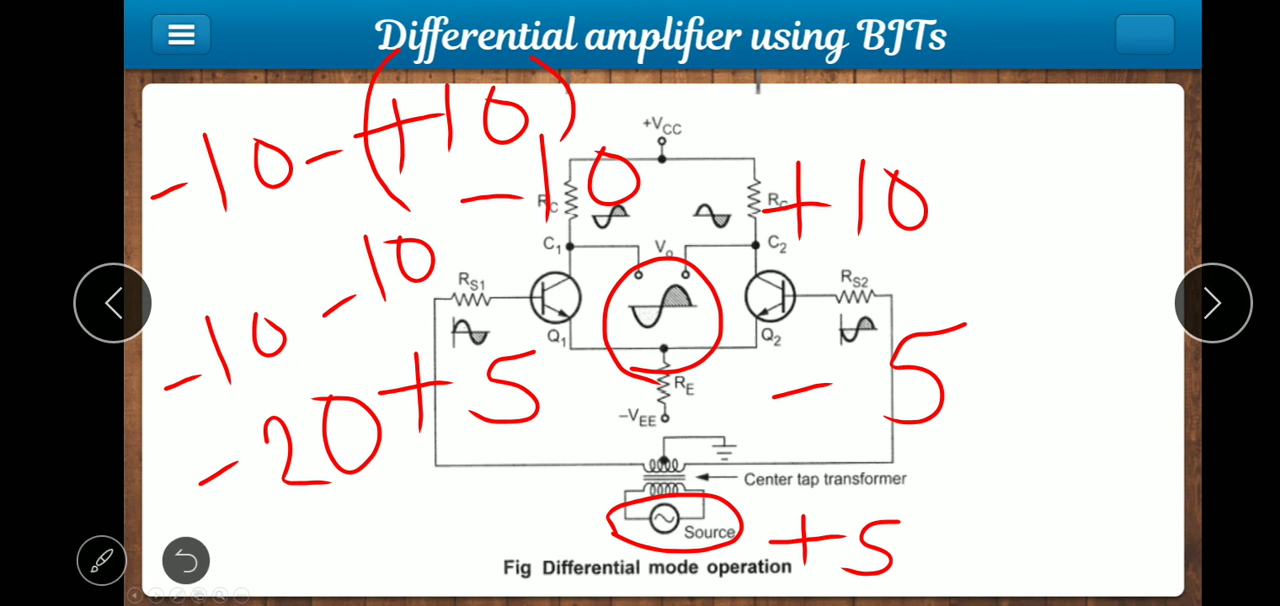 Differential amplifier using BJTs
-10-(+10)
+VCC
-10
+10
RC
RC
C1
Vo
C2
-10-10
RS1
RS2
Q1
Q2
+5
-5
RE
-20
-VEE
Center tap transformer
Source
+5
Fig Differential mode operation